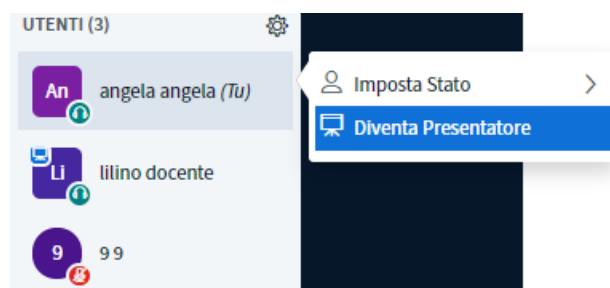 UTENTI (3)
An angela angela (Tu)
Imposta Stato
Diventa Presentatore
Li lilino docente
9 9 9